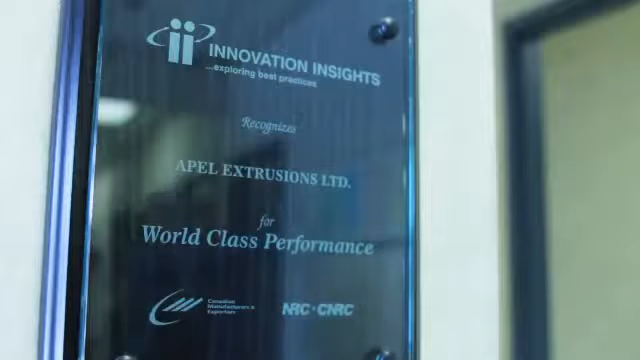 INNOVATION INSIGHTS
...exploring best practices
Recognizes
APEL EXTRUSIONS LTD.
for
World Class Performance
Canadian
Manufacturers &
Exporters
NRC·CNRC